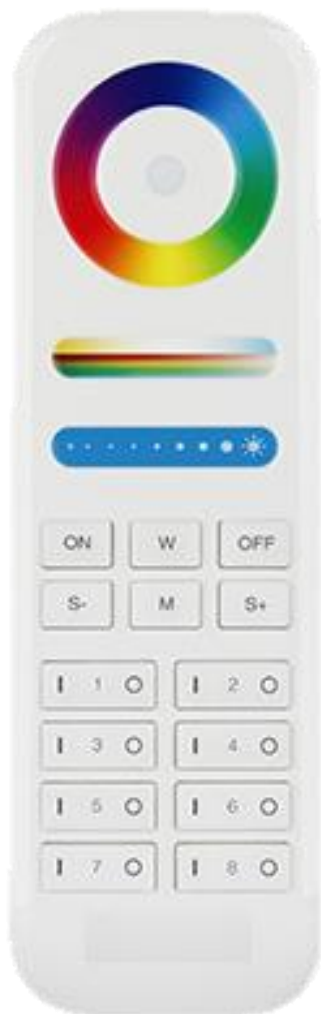 ON W OFF
S- M S+
I 1 O I 2 O
I 3 O I 4 O
I 5 O I 6 O
I 7 O I 8 O